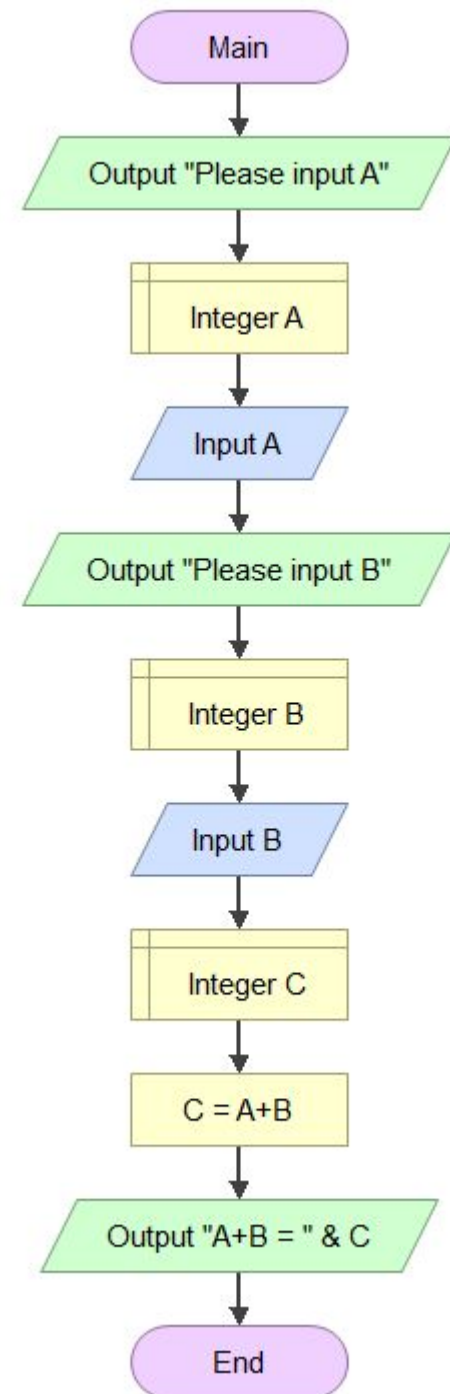 Main
Output "Please input A"
Integer A
Input A
Output "Please input B"
Integer B
Input B
Integer C
C = A+B
Output "A+B = " & C
End